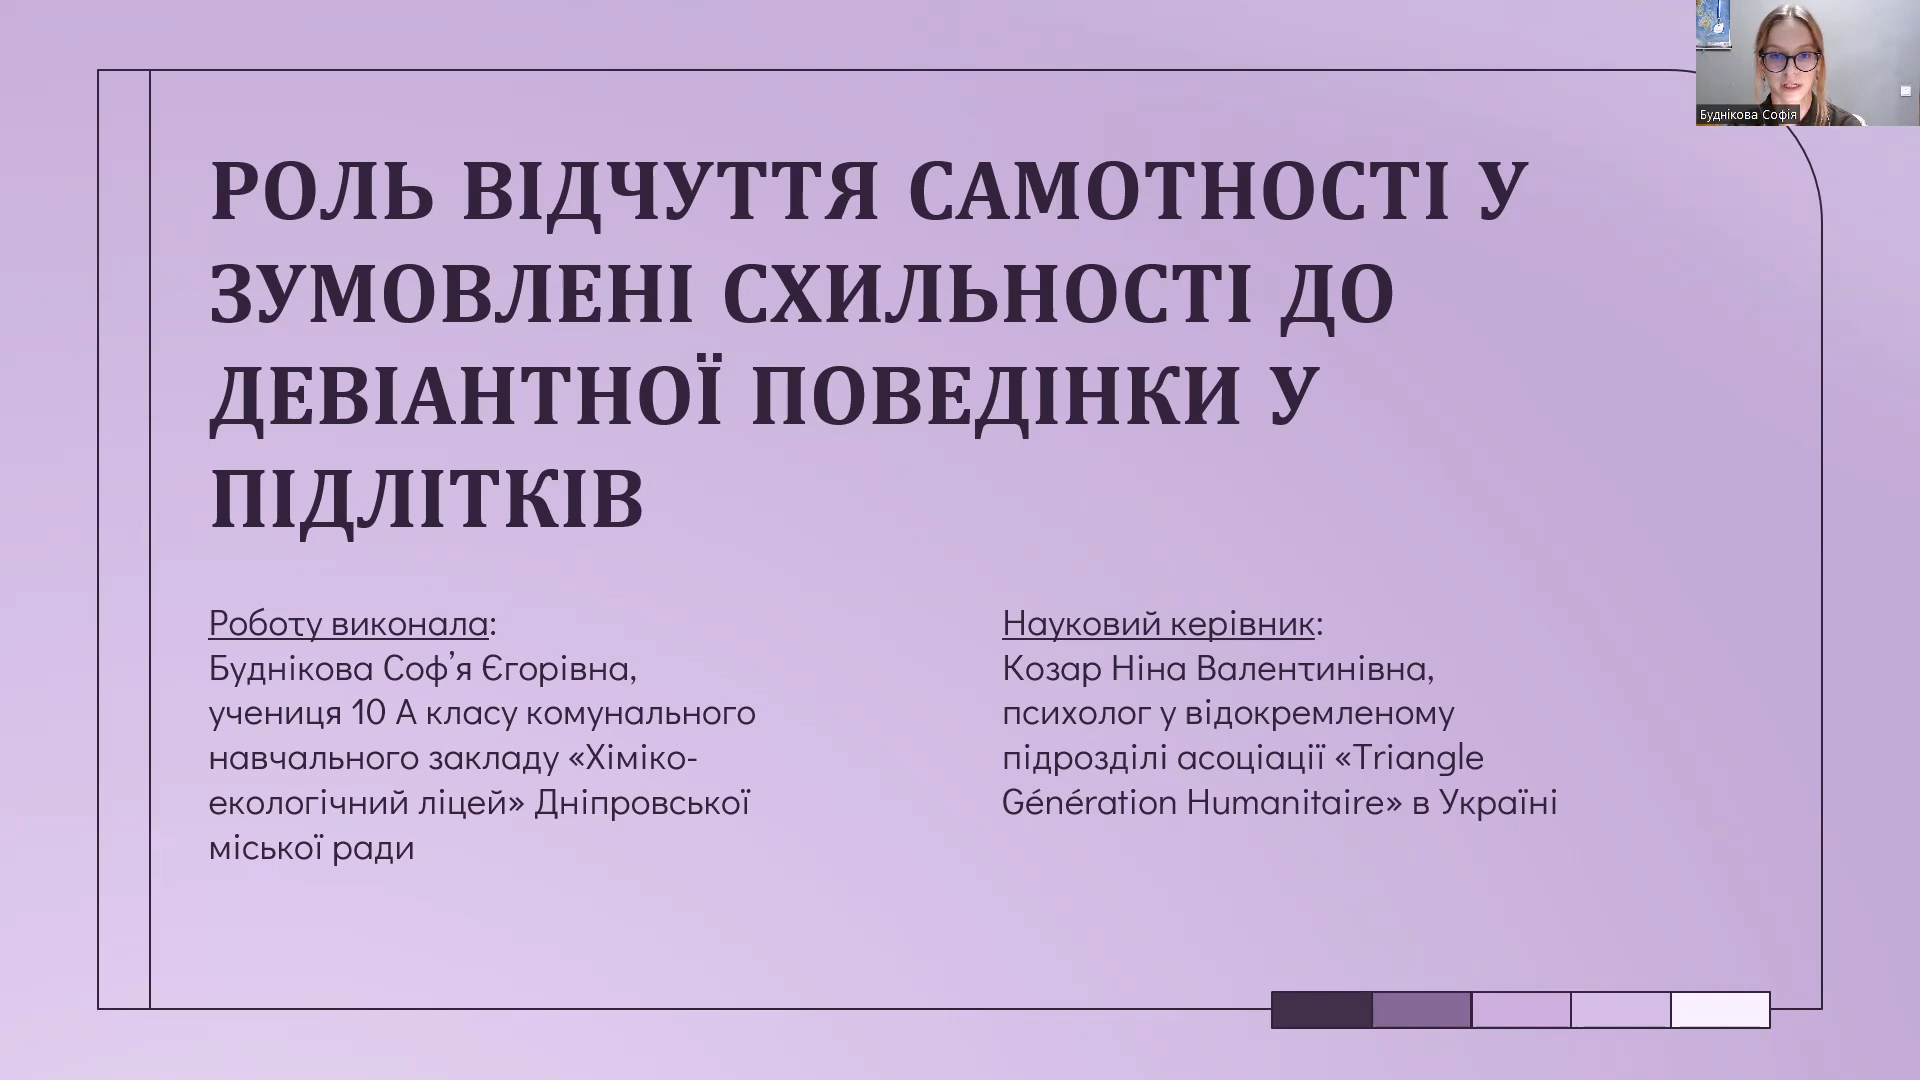 РОЛЬ ВІДЧУТТЯ САМОТНОСТІ У
ЗУМОВЛЕНІ СХИЛЬНОСТІ ДО
ДЕВІАНТНОЇ ПОВЕДІНКИ У
ПІДЛІТКІВ
Роботу виконала:
Буднікова Соф’я Єгорівна,
учениця 10 А класу комунального
навчального закладу «Хіміко-
екологічний ліцей» Дніпровської
міської ради
Науковий керівник:
Козар Ніна Валентинівна,
психолог у відокремленому
підрозділі асоціації «Triangle
Génération Humanitaire» в Україні
Буднікова Софія